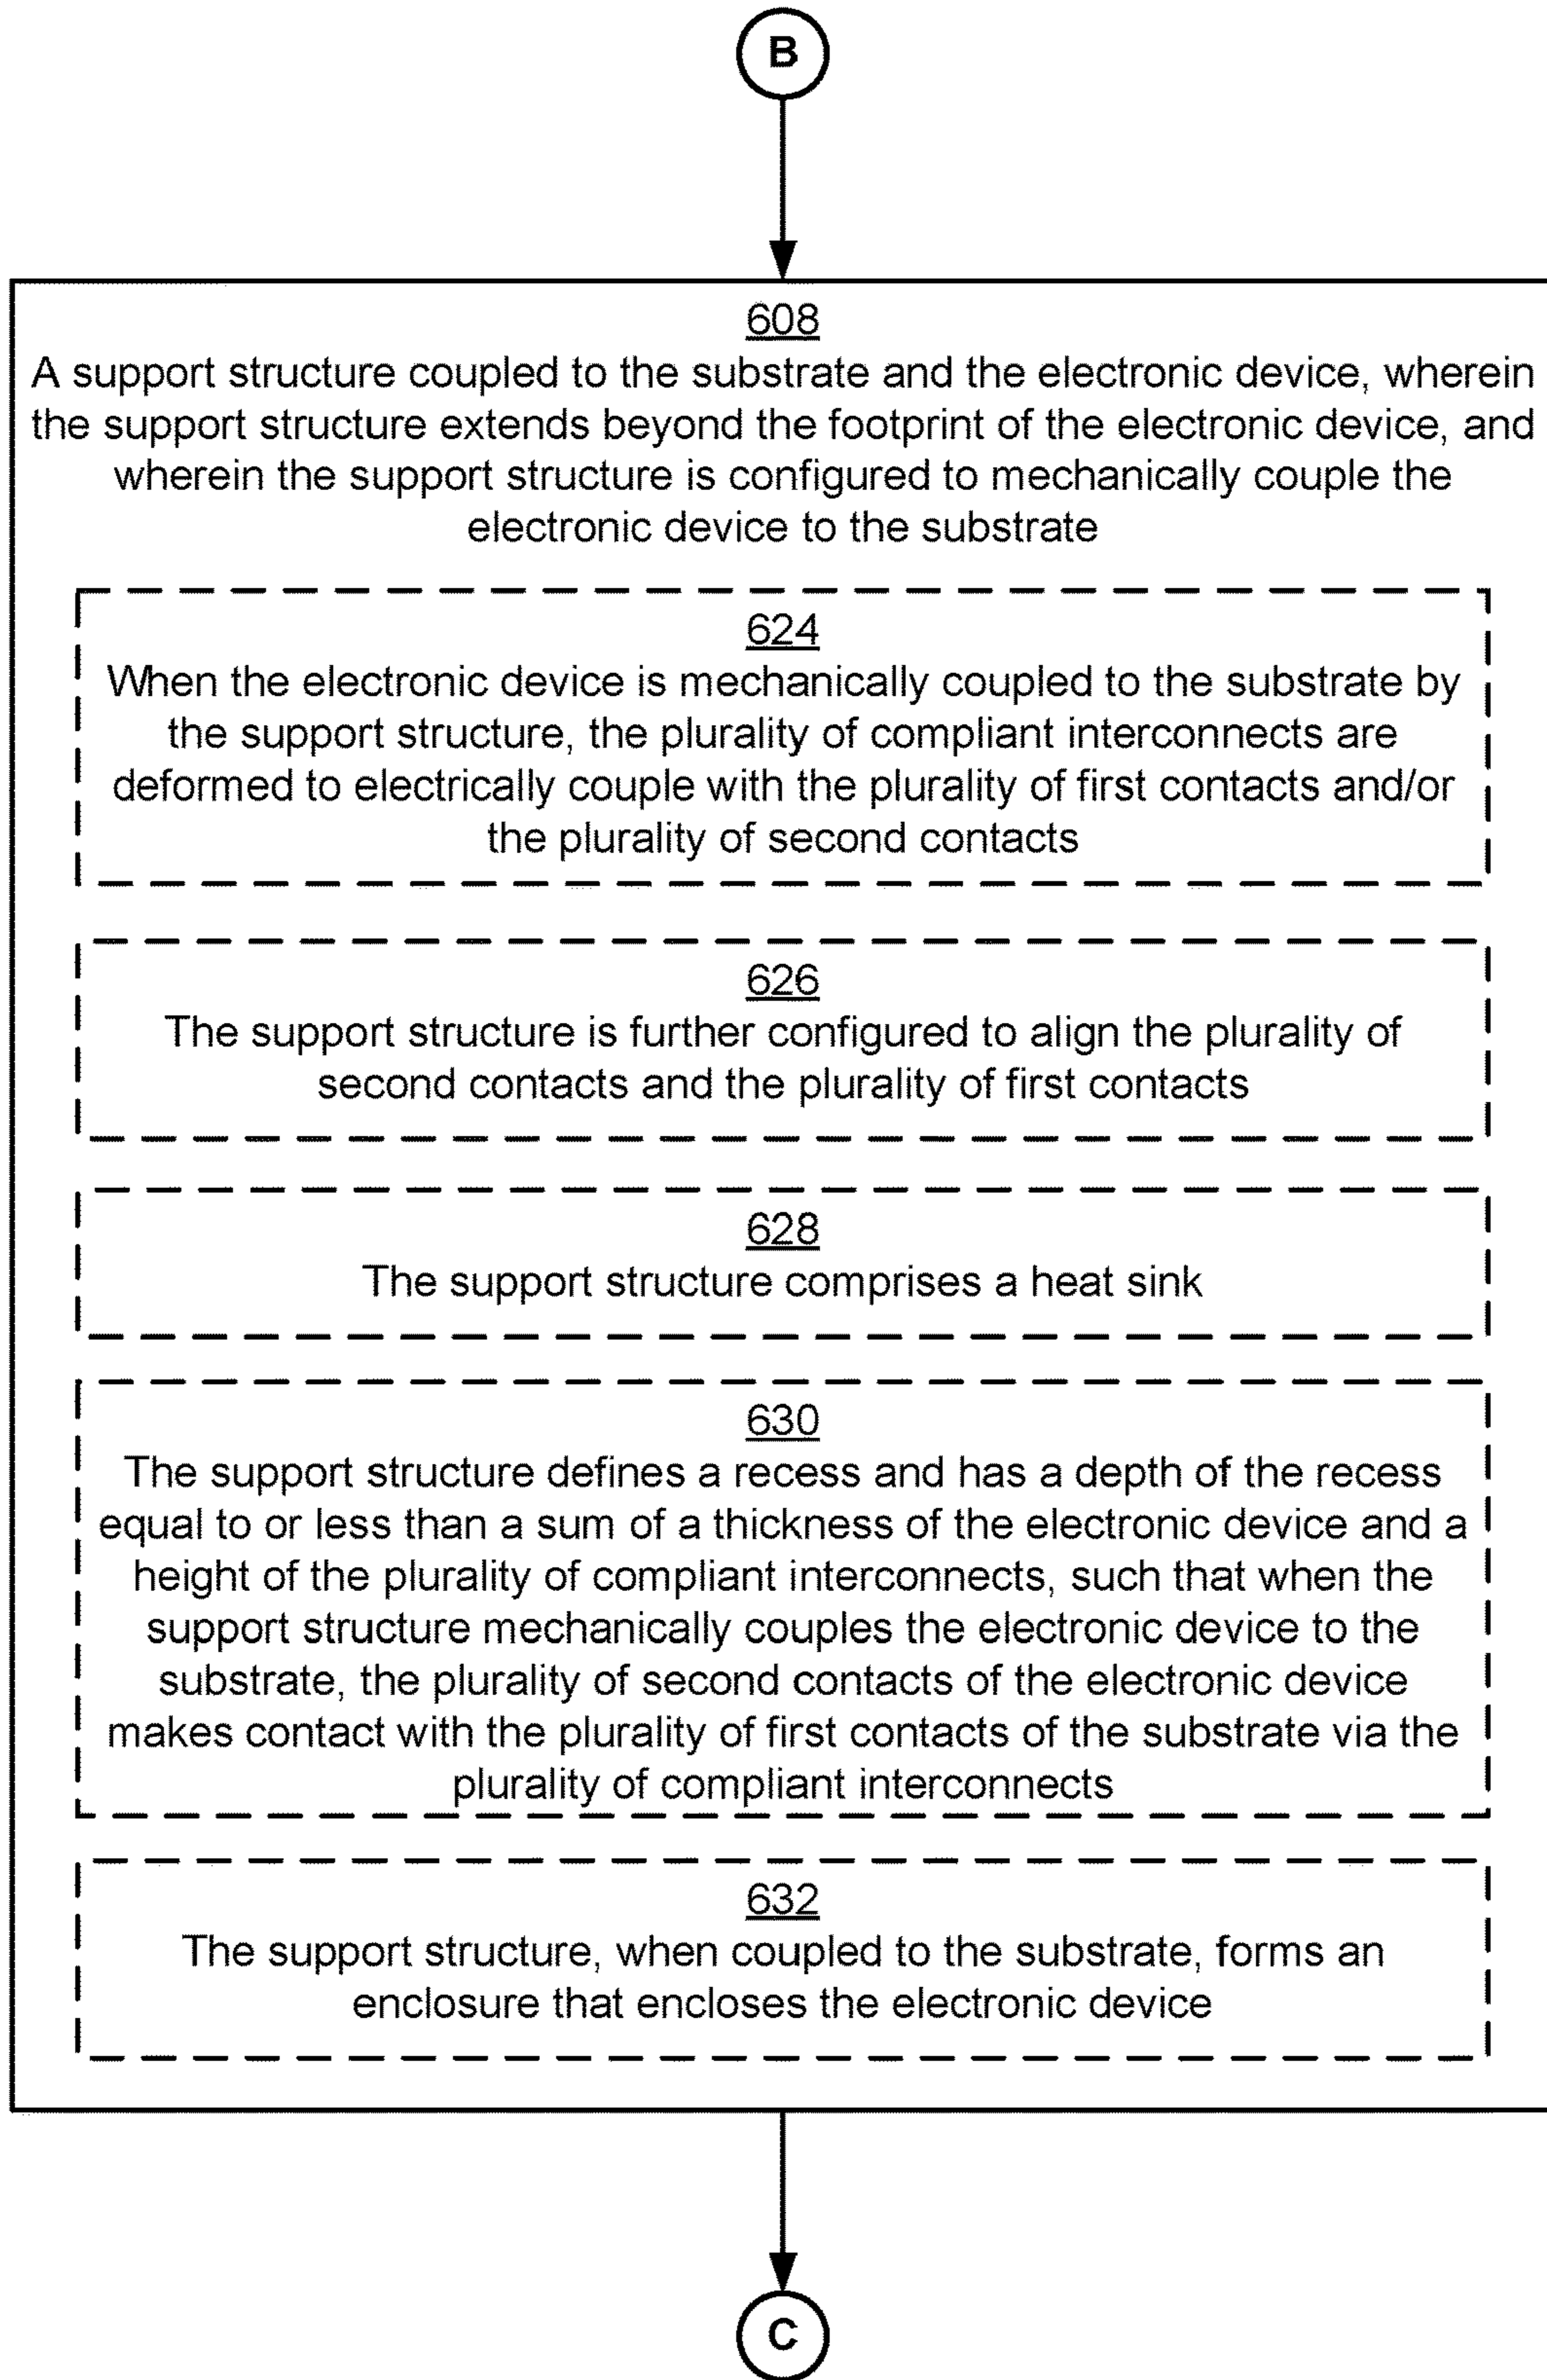 B
608
A support structure coupled to the substrate and the electronic device, wherein
the support structure extends beyond the footprint of the electronic device, and
wherein the support structure is configured to mechanically couple the
electronic device to the substrate
624
When the electronic device is mechanically coupled to the substrate by
the support structure, the plurality of compliant interconnects are
deformed to electrically couple with the plurality of first contacts and/or
the plurality of second contacts
626
The support structure is further configured to align the plurality of
second contacts and the plurality of first contacts
628
The support structure comprises a heat sink
630
The support structure defines a recess and has a depth of the recess
equal to or less than a sum of a thickness of the electronic device and a
height of the plurality of compliant interconnects, such that when the
support structure mechanically couples the electronic device to the
substrate, the plurality of second contacts of the electronic device
makes contact with the plurality of first contacts of the substrate via the
plurality of compliant interconnects
632
The support structure, when coupled to the substrate, forms an
enclosure that encloses the electronic device
C